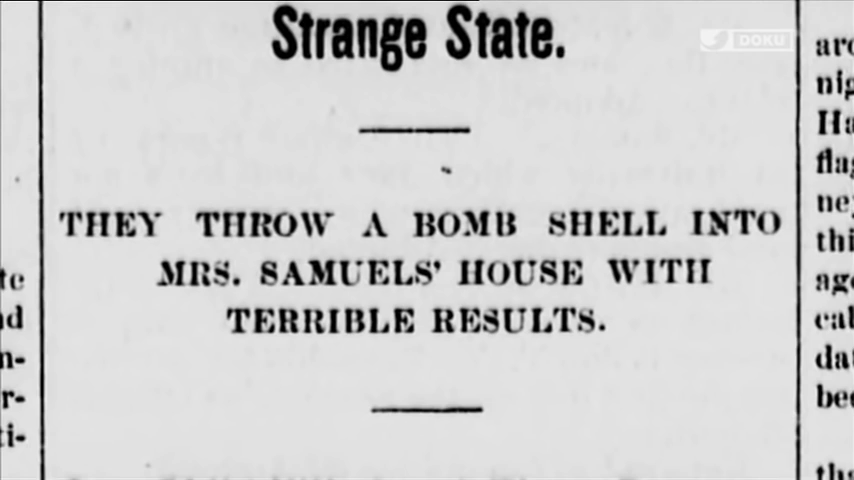 Strange State.
DOKU
THEY THROW A BOMB SHELL INTO
MRS. SAMUELS' HOUSE WITH
TERRIBLE RESULTS.